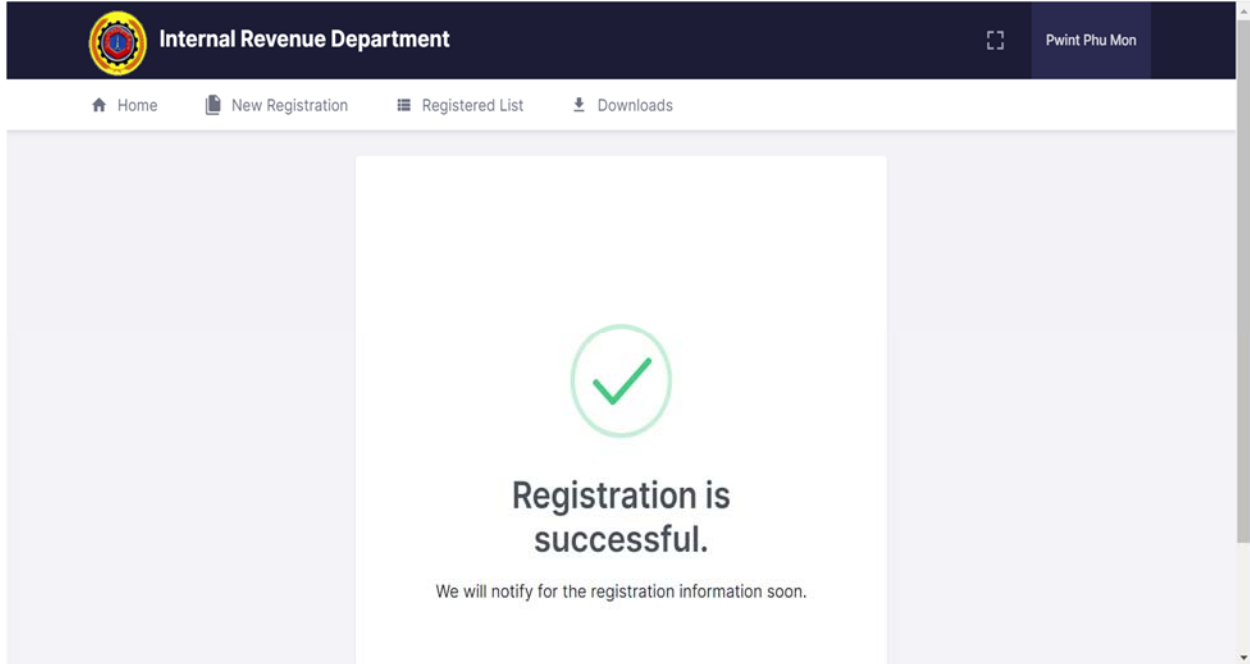 Internal Revenue Department
Pwint Phu Mon
Home New Registration Registered List Downloads
Registration is
successful.
We will notify for the registration information soon.